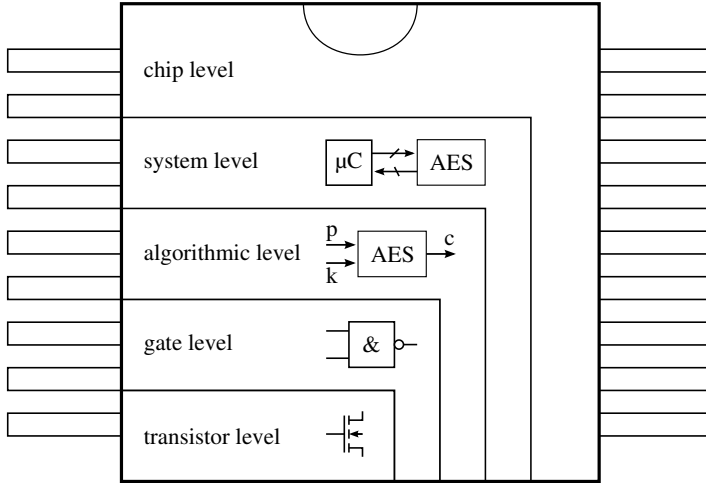 chip level
system level
μC
AES
algorithmic level
p
k
AES
c
gate level
&
transistor level